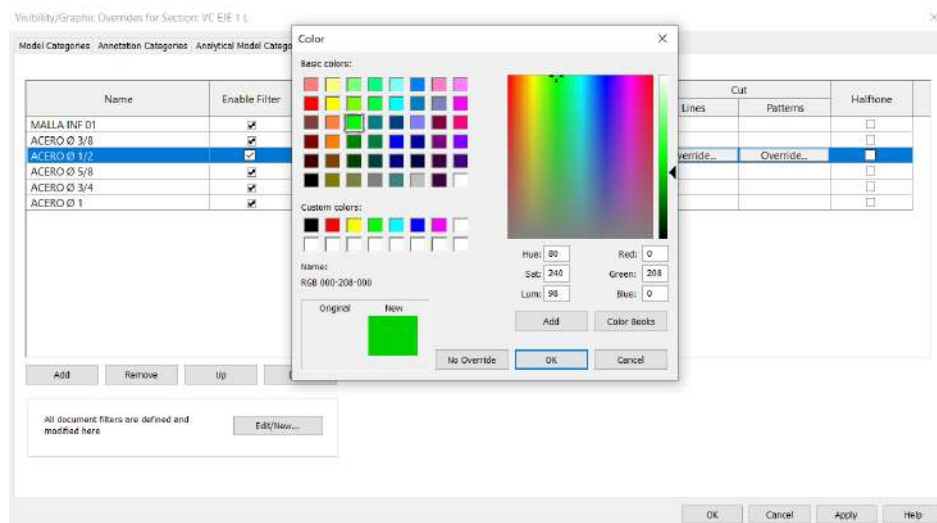 Visibility/Graphic Overrides for Section: VC EJE 1 L
Model Categories Annotation Categories Analytical Model Catego
Name
Enable Filter
Cut
Lines
Patterns
Halftone
MALLA INF 01
ACERO Ø 3/8
ACERO Ø 1/2
verride...
Override...
ACERO Ø 5/8
ACERO Ø 3/4
ACERO Ø 1
Add
Remove
Up
All document filters are defined and
modified here
Edit/New...
OK
Cancel
Apply
Help
Color
Basic colors:
Custom colors:
Name:
RGB 000-208-000
Original
New
Hue: 80
Red: 0
Sat: 240
Green: 208
Lum: 98
Blue: 0
Add
Color Books
No Override
OK
Cancel